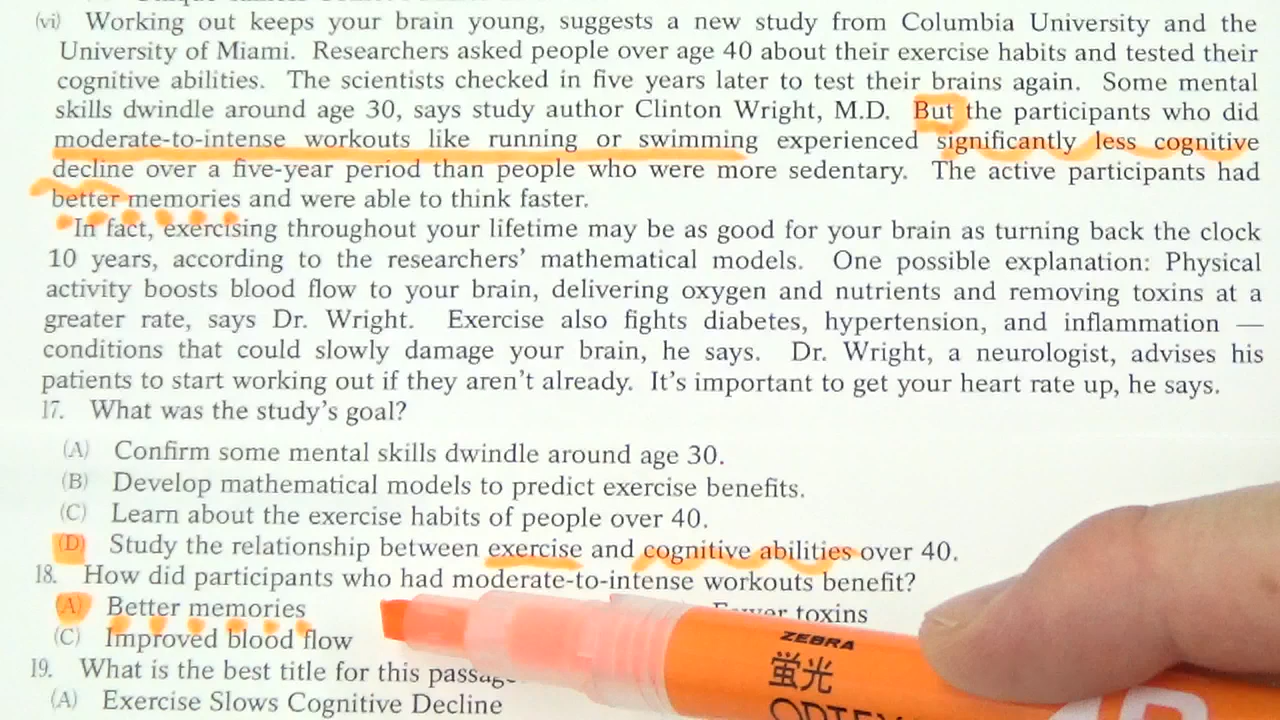 (vi) Working out keeps your brain young, suggests a new study from Columbia University and the
University of Miami. Researchers asked people over age 40 about their exercise habits and tested their
cognitive abilities. The scientists checked in five years later to test their brains again. Some mental
skills dwindle around age 30, says study author Clinton Wright, M.D. But the participants who did
moderate-to-intense workouts like running or swimming experienced significantly less cognitive
decline over a five-year period than people who were more sedentary. The active participants had
better memories and were able to think faster.
In fact, exercising throughout your lifetime may be as good for your brain as turning back the clock
10 years, according to the researchers' mathematical models. One possible explanation: Physical
activity boosts blood flow to your brain, delivering oxygen and nutrients and removing toxins at a
greater rate, says Dr. Wright. Exercise also fights diabetes, hypertension, and inflammation —
conditions that could slowly damage your brain, he says. Dr. Wright, a neurologist, advises his
patients to start working out if they aren't already. It's important to get your heart rate up, he says.
17. What was the study's goal?
(A) Confirm some mental skills dwindle around age 30.
(B) Develop mathematical models to predict exercise benefits.
(C) Learn about the exercise habits of people over 40.
(D) Study the relationship between exercise and cognitive abilities over 40.
18. How did participants who had moderate-to-intense workouts benefit?
(A) Better memories toxins
(C) Improved blood flow
19. What is the best title for this
(A) Exercise Slows Cognitive Decline
ZEBRA
蛍光